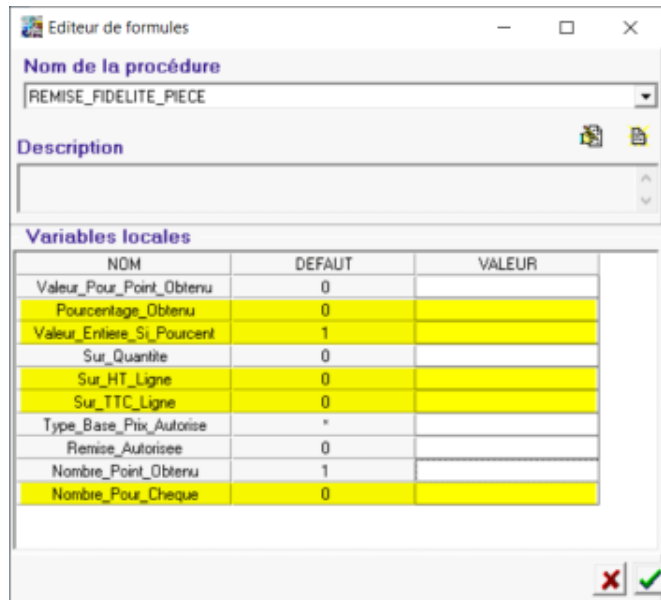 Editeur de formules
Nom de la procédure
REMISE_FIDELITE_PIECE
Description
Variables locales
NOM DEFAUT VALEUR
Valeur_Pour_Point_Obtenu 0
Pourcentage_Obtenu 0
Valeur_Entiere_Si_Pourcent 1
Sur_Quantite 0
Sur_HT_Ligne 0
Sur_TTC_Ligne 0
Type_Base_Prix_Autorise *
Remise_Autorisee 0
Nombre_Point_Obtenu 1
Nombre_Pour_Cheque 0